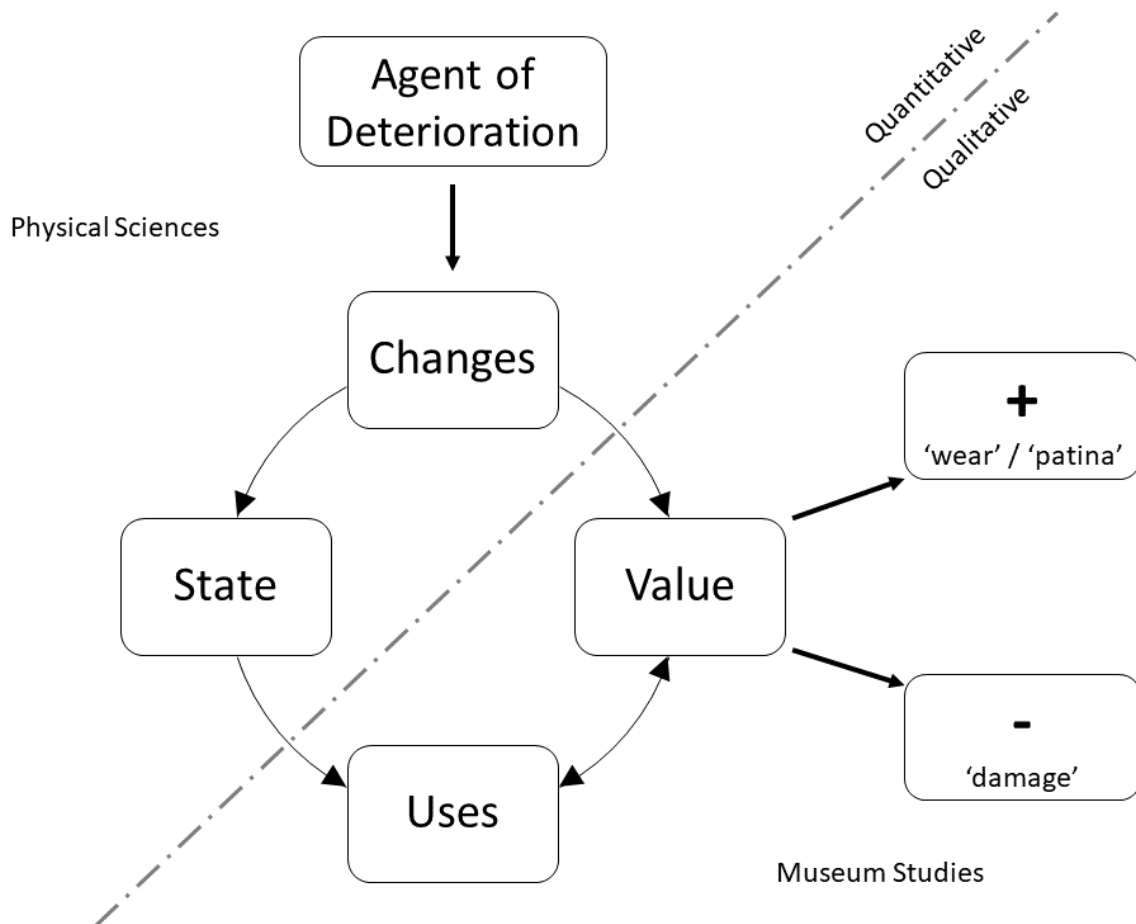 Agent of
Deterioration
Quantitative
Qualitative
Physical Sciences
Changes
+
‘wear’ / ‘patina’
State
Value
-
‘damage’
Uses
Museum Studies